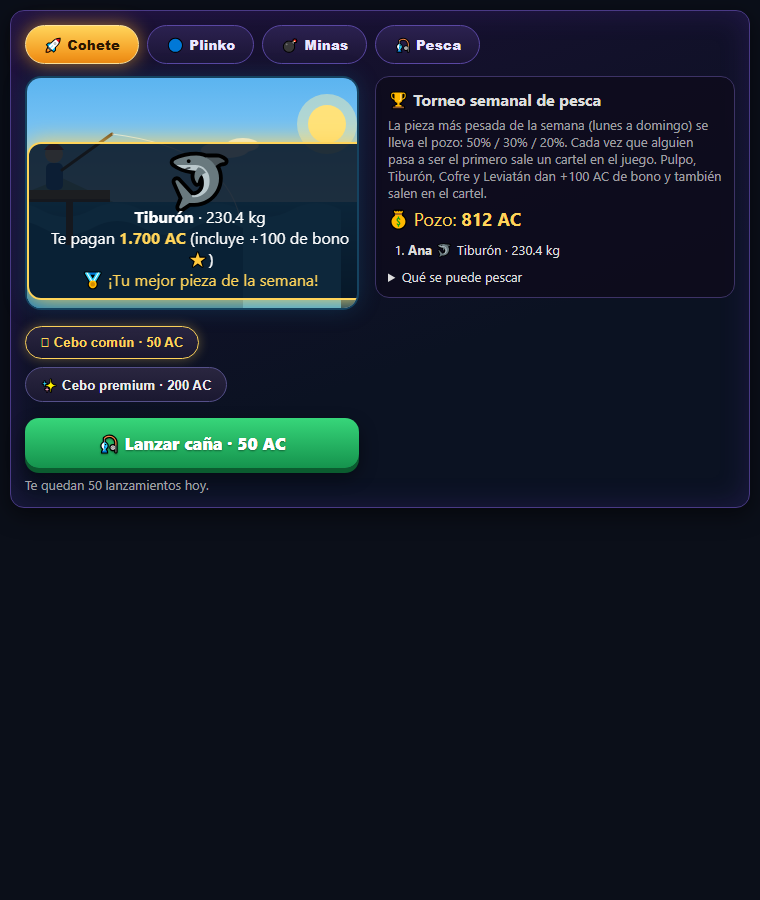 🚀 Cohete
🔵 Plinko
💣 Minas
🎣 Pesca
Tiburón · 230.4 kg
Te pagan 1.700 AC (incluye +100 de bono
⭐)
🏅 ¡Tu mejor pieza de la semana!
Cebo común · 50 AC
✨ Cebo premium · 200 AC
🎣 Lanzar caña · 50 AC
Te quedan 50 lanzamientos hoy.
🏆 Torneo semanal de pesca
La pieza más pesada de la semana (lunes a domingo) se
lleva el pozo: 50% / 30% / 20%. Cada vez que alguien
pasa a ser el primero sale un cartel en el juego. Pulpo,
Tiburón, Cofre y Leviatán dan +100 AC de bono y también
salen en el cartel.
💰 Pozo: 812 AC
1. Ana 🦈 Tiburón · 230.4 kg
▶ Qué se puede pescar